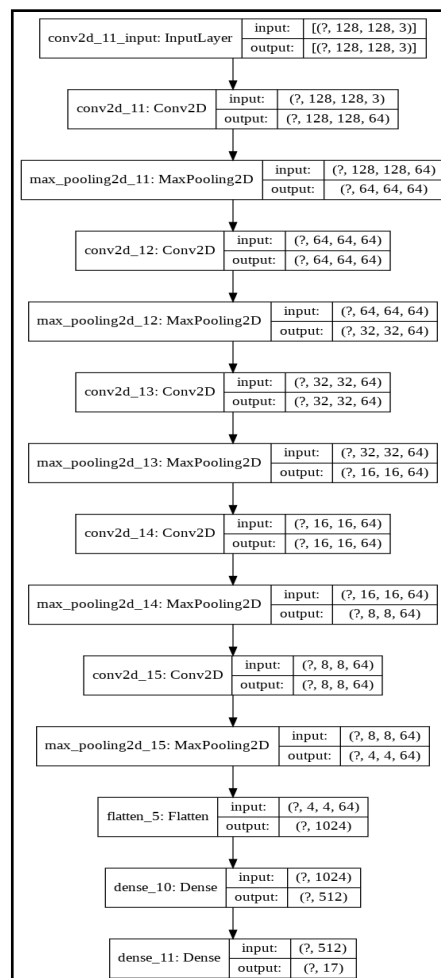 conv2d_11_input: InputLayer input: [(?, 128, 128, 3)]
output: [(?, 128, 128, 3)]
conv2d_11: Conv2D input: (?, 128, 128, 3)
output: (?, 128, 128, 64)
max_pooling2d_11: MaxPooling2D input: (?, 128, 128, 64)
output: (?, 64, 64, 64)
conv2d_12: Conv2D input: (?, 64, 64, 64)
output: (?, 64, 64, 64)
max_pooling2d_12: MaxPooling2D input: (?, 64, 64, 64)
output: (?, 32, 32, 64)
conv2d_13: Conv2D input: (?, 32, 32, 64)
output: (?, 32, 32, 64)
max_pooling2d_13: MaxPooling2D input: (?, 32, 32, 64)
output: (?, 16, 16, 64)
conv2d_14: Conv2D input: (?, 16, 16, 64)
output: (?, 16, 16, 64)
max_pooling2d_14: MaxPooling2D input: (?, 16, 16, 64)
output: (?, 8, 8, 64)
conv2d_15: Conv2D input: (?, 8, 8, 64)
output: (?, 8, 8, 64)
max_pooling2d_15: MaxPooling2D input: (?, 8, 8, 64)
output: (?, 4, 4, 64)
flatten_5: Flatten input: (?, 4, 4, 64)
output: (?, 1024)
dense_10: Dense input: (?, 1024)
output: (?, 512)
dense_11: Dense input: (?, 512)
output: (?, 17)